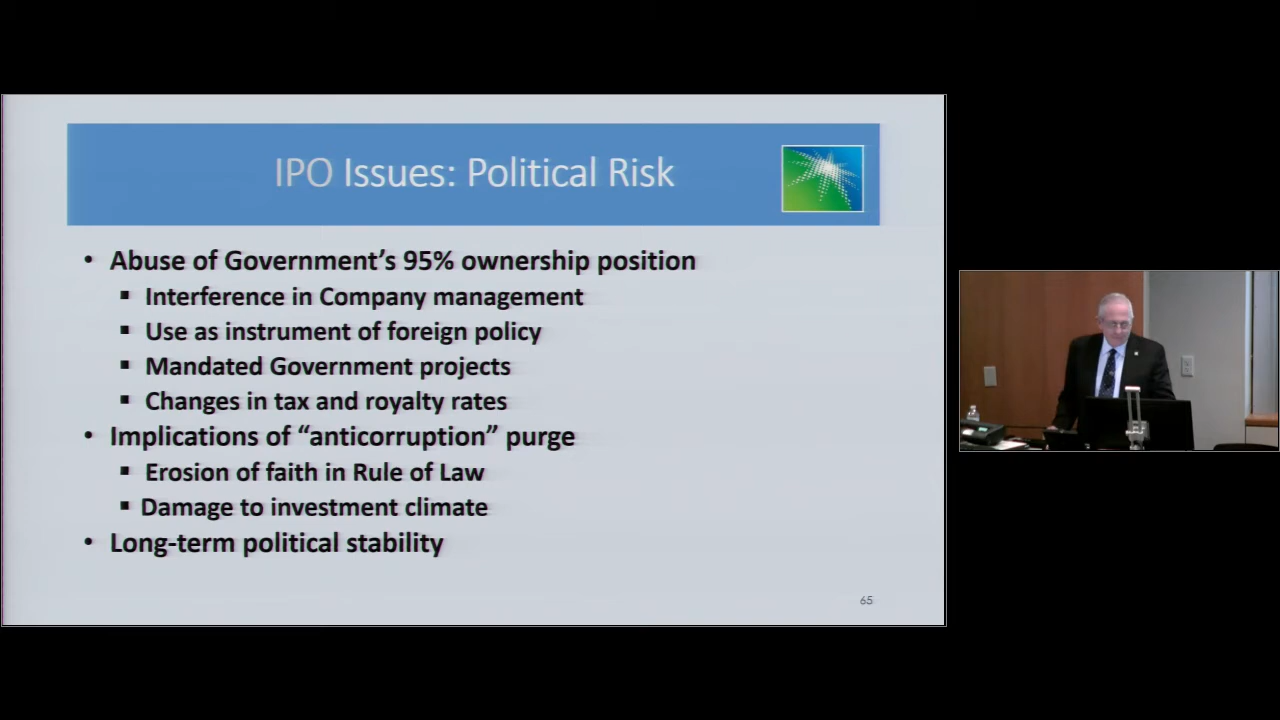 IPO Issues: Political Risk
• Abuse of Government’s 95% ownership position
▪ Interference in Company management
▪ Use as instrument of foreign policy
▪ Mandated Government projects
▪ Changes in tax and royalty rates
• Implications of “anticorruption” purge
▪ Erosion of faith in Rule of Law
▪ Damage to investment climate
• Long-term political stability
65